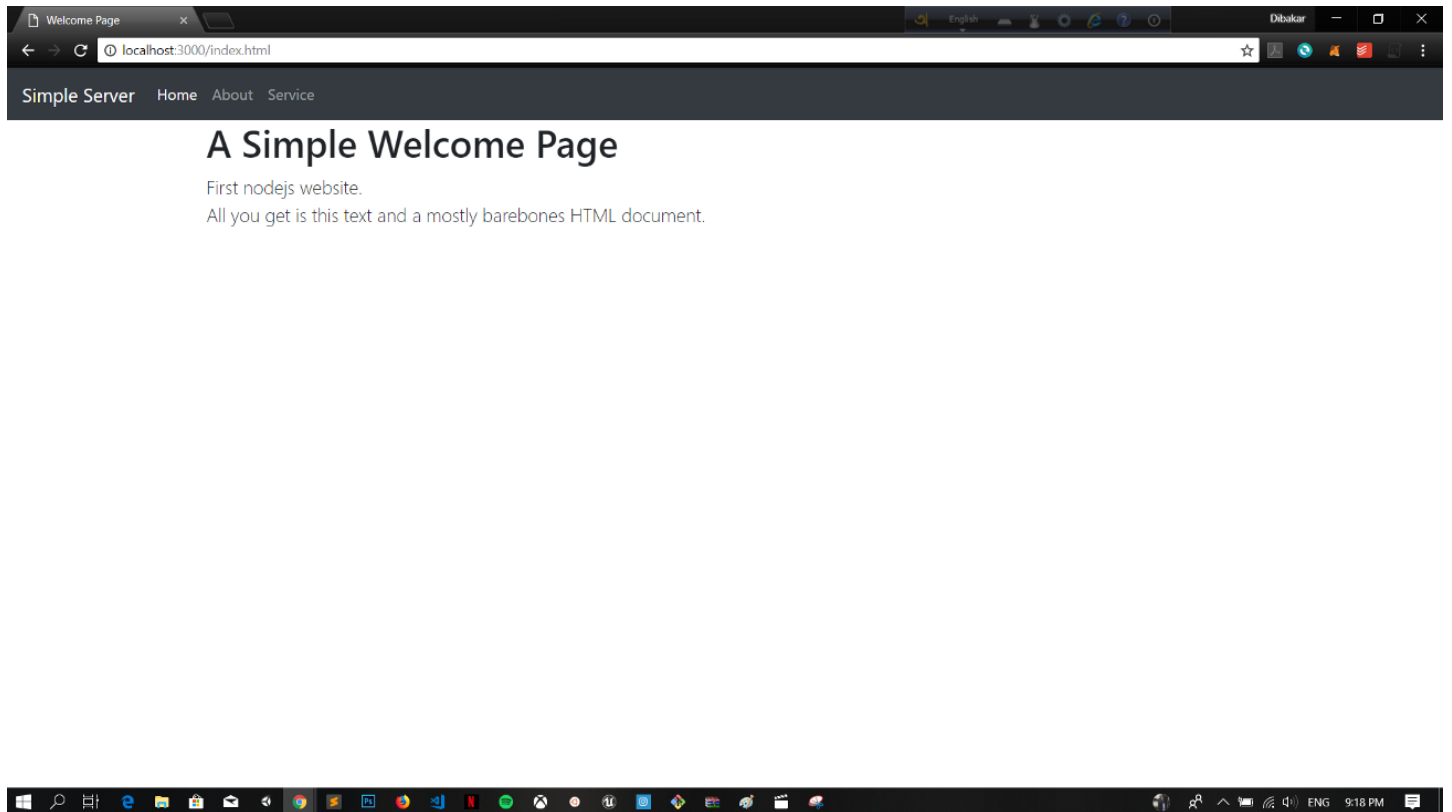 Welcome Page
English
Dibakar
localhost:3000/index.html
Simple Server Home About Service
A Simple Welcome Page
First nodejs website.
All you get is this text and a mostly barebones HTML document.
ENG 9:18 PM